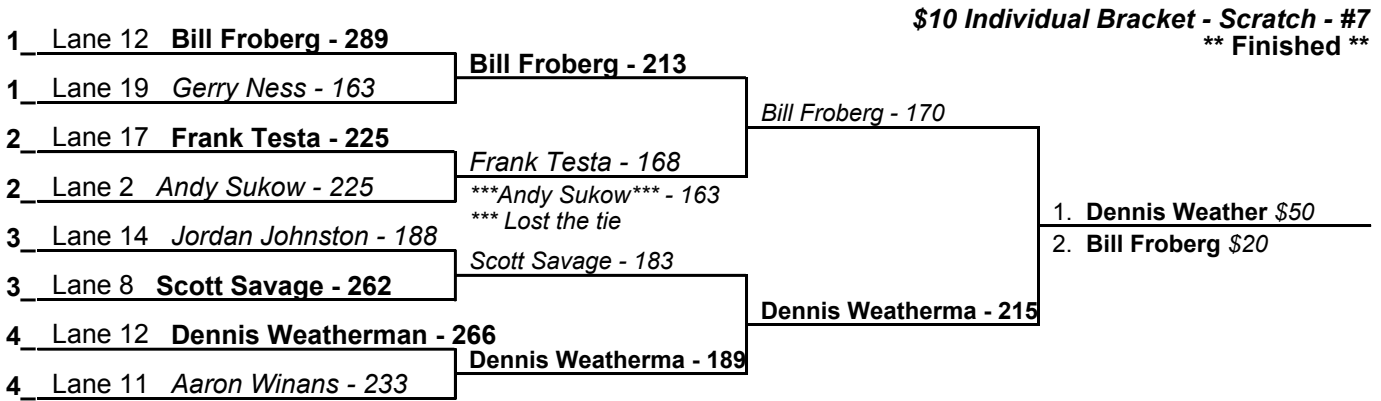 $10 Individual Bracket - Scratch - #7
** Finished **
1_ Lane 12 Bill Froberg - 289
1_ Lane 19 Gerry Ness - 163
2_ Lane 17 Frank Testa - 225
2_ Lane 2 Andy Sukow - 225
3_ Lane 14 Jordan Johnston - 188
3_ Lane 8 Scott Savage - 262
4_ Lane 12 Dennis Weatherman - 266
4_ Lane 11 Aaron Winans - 233
Bill Froberg - 213
Frank Testa - 168
***Andy Sukow*** - 163
*** Lost the tie
Scott Savage - 183
Dennis Weatherma - 189
Bill Froberg - 170
Dennis Weatherma - 215
1. Dennis Weather $50
2. Bill Froberg $20